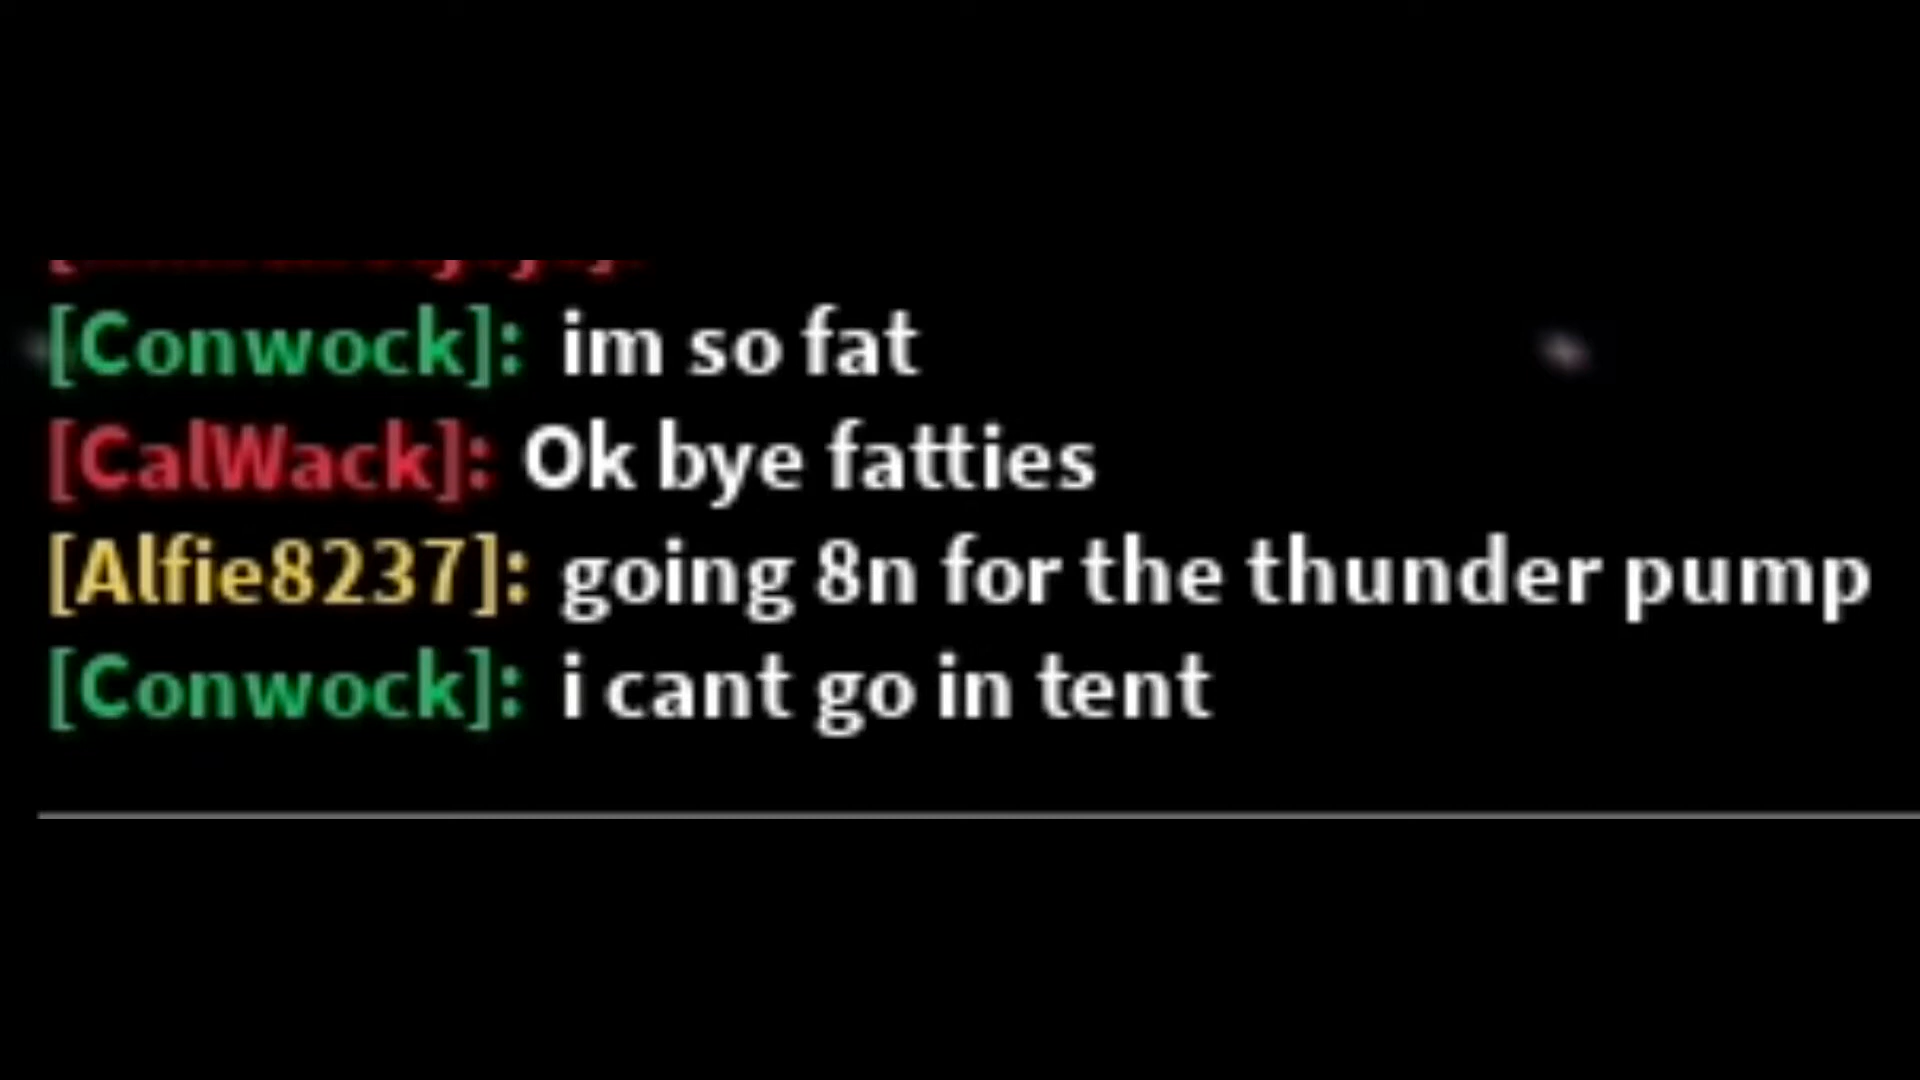 [Conwock]: im so fat
[CalWack]: Ok bye fatties
[Alfie8237]: going 8n for the thunder pump
[Conwock]: i cant go in tent